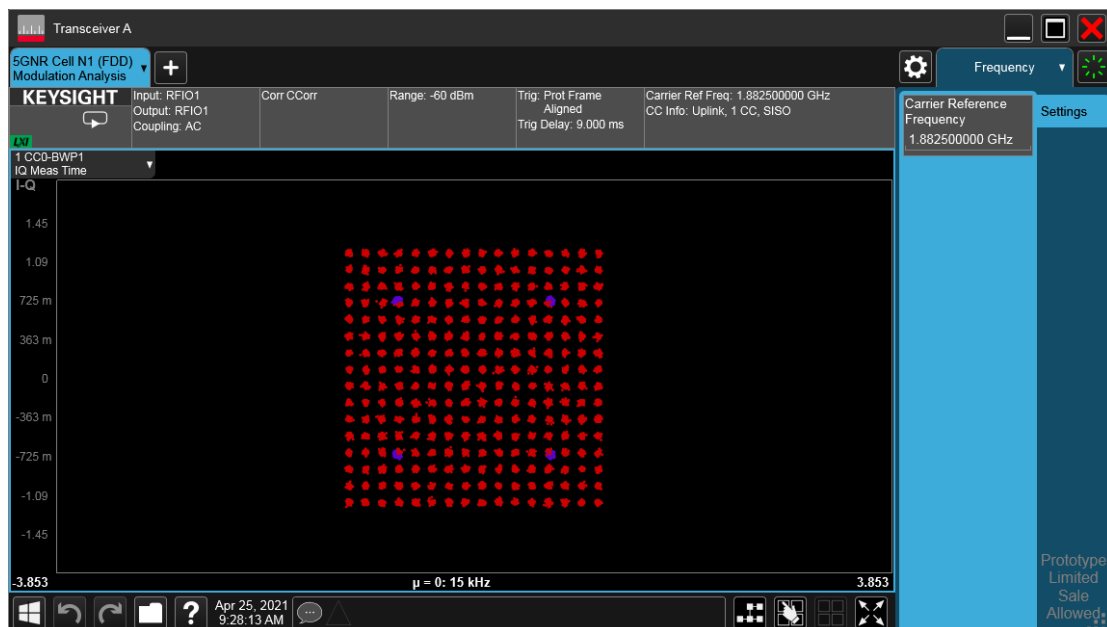 Transceiver A
5GNR Cell N1 (FDD)
Modulation Analysis
+
Frequency
KEYSIGHT
LXI
Input: RFIO1
Output: RFIO1
Coupling: AC
Corr CCorr
Range: -60 dBm
Trig: Prot Frame
Aligned
Trig Delay: 9.000 ms
Carrier Ref Freq: 1.882500000 GHz
CC Info: Uplink, 1 CC, SISO
Carrier Reference
Frequency
1.882500000 GHz
Settings
1 CC0-BWP1
IQ Meas Time
I-Q
1.45
1.09
725 m
363 m
0
-363 m
-725 m
-1.09
-1.45
-3.853
μ = 0: 15 kHz
3.853
Prototype
Limited
Sale
Allowed
?
Apr 25, 2021
9:28:13 AM